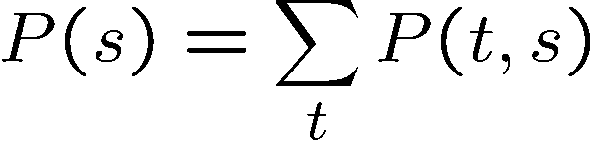 P(s) = ∑_t P(t, s)